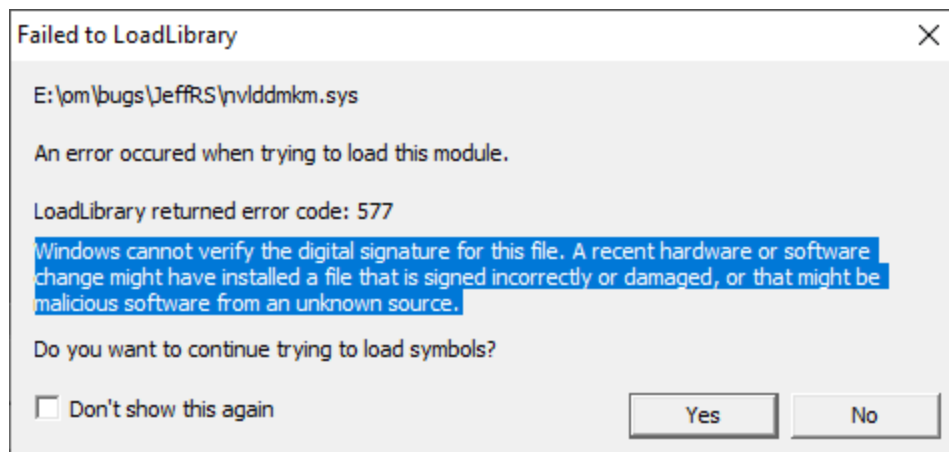 Failed to LoadLibrary
E:\om\bugs\JeffRS\nvlddmkm.sys
An error occured when trying to load this module.
LoadLibrary returned error code: 577
Windows cannot verify the digital signature for this file. A recent hardware or software
change might have installed a file that is signed incorrectly or damaged, or that might be
malicious software from an unknown source.
Do you want to continue trying to load symbols?
Don't show this again
Yes
No